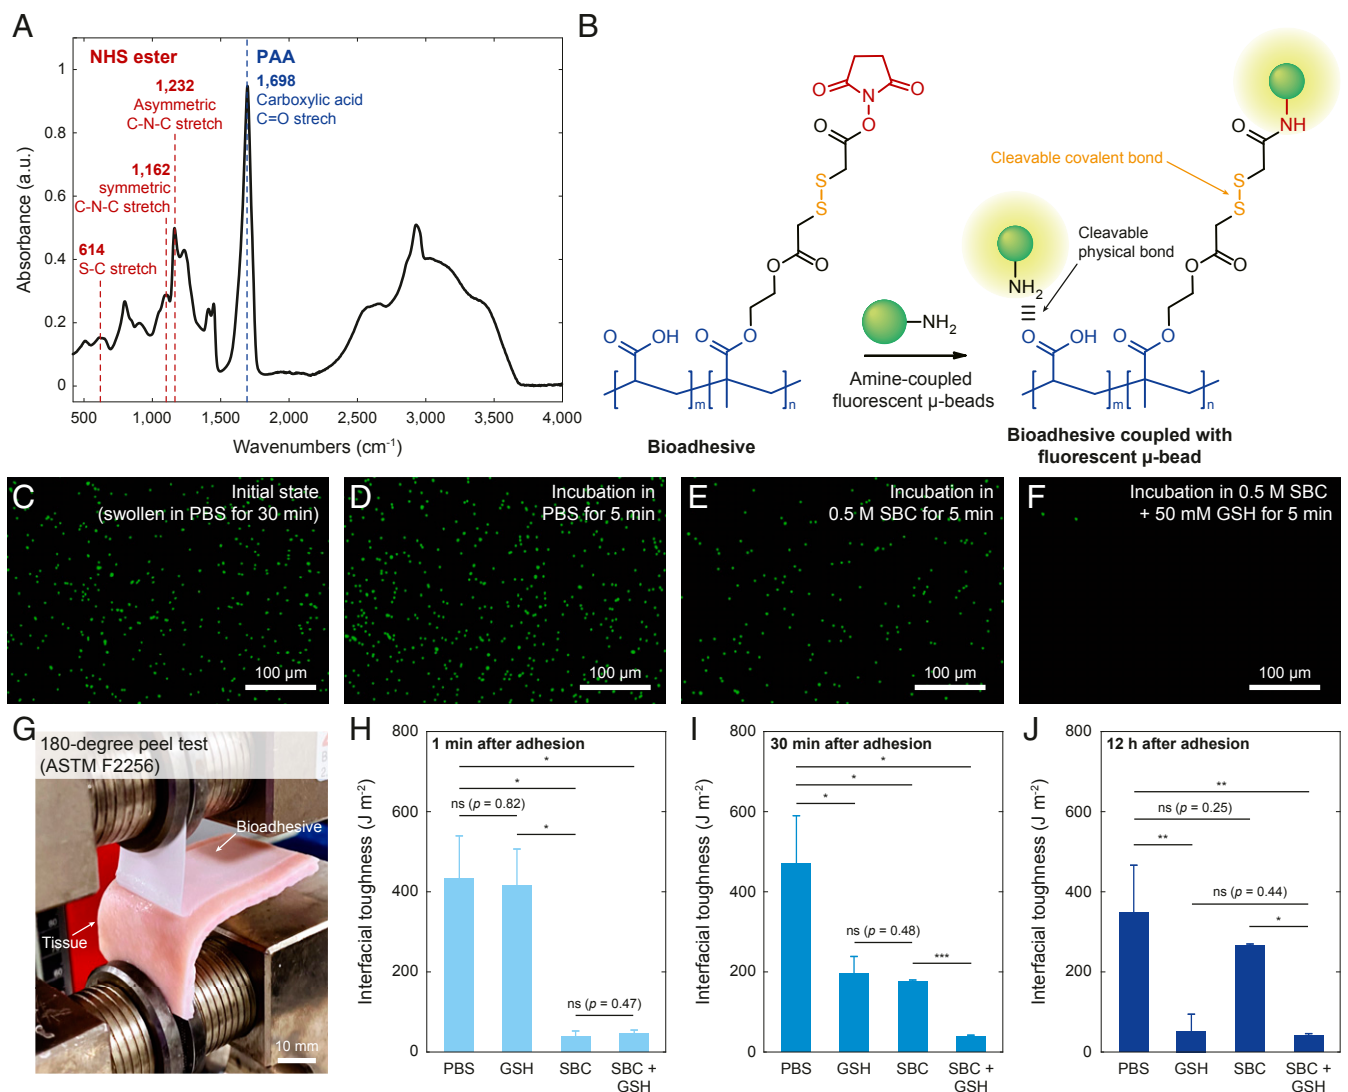 A
NHS ester
PAA
1,232
Asymmetric
C-N-C stretch
1,698
Carboxylic acid
C=O strech
1,162
symmetric
C-N-C stretch
614
S-C stretch
Absorbance (a.u.)
1
0.8
0.6
0.4
0.2
0
500
1,000
1,500
2,000
2,500
3,000
3,500
4,000
Wavenumbers (cm⁻¹)
B
O
N
O
O
O
S
S
O
O
O
OH
O
O
m
n
Bioadhesive
NH₂
Amine-coupled
fluorescent µ-beads
Cleavable covalent bond
Cleavable
physical bond
NH₂
O
NH
S
S
O
O
O
OH
O
O
m
n
Bioadhesive coupled with
fluorescent µ-bead
C
Initial state
(swollen in PBS for 30 min)
100 µm
D
Incubation in
PBS for 5 min
100 µm
E
Incubation in
0.5 M SBC for 5 min
100 µm
F
Incubation in 0.5 M SBC
+ 50 mM GSH for 5 min
100 µm
G
180-degree peel test
(ASTM F2256)
Bioadhesive
Tissue
10 mm
H
1 min after adhesion
Interfacial toughness (J m⁻²)
800
600
400
200
0
*
*
ns (p = 0.82)
*
ns (p = 0.47)
PBS
GSH
SBC
SBC +
GSH
I
30 min after adhesion
Interfacial toughness (J m⁻²)
800
600
400
200
0
*
*
*
ns (p = 0.48)
***
PBS
GSH
SBC
SBC +
GSH
J
12 h after adhesion
Interfacial toughness (J m⁻²)
800
600
400
200
0
**
ns (p = 0.25)
**
ns (p = 0.44)
*
PBS
GSH
SBC
SBC +
GSH